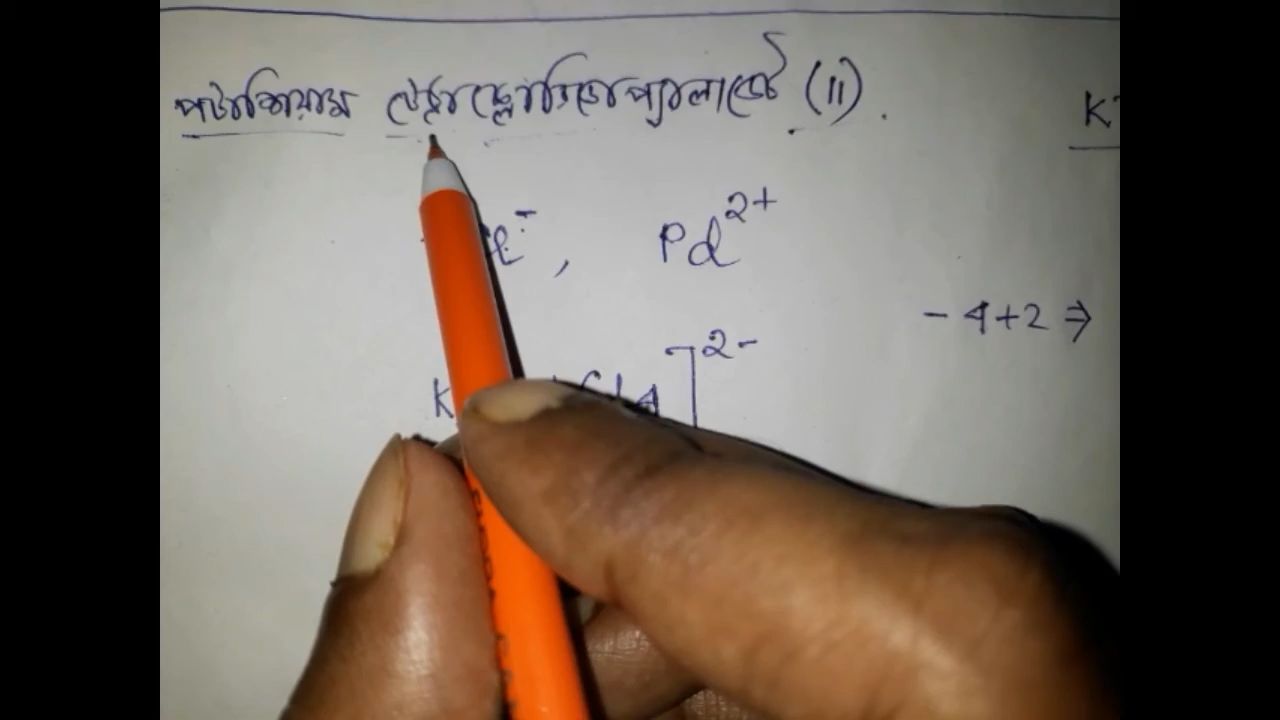 পটাশিয়াম টেট্রাক্লোরিডোপ্যালাডেট (II).
K
Pd²⁺
-4+2 ⇒
]²⁻